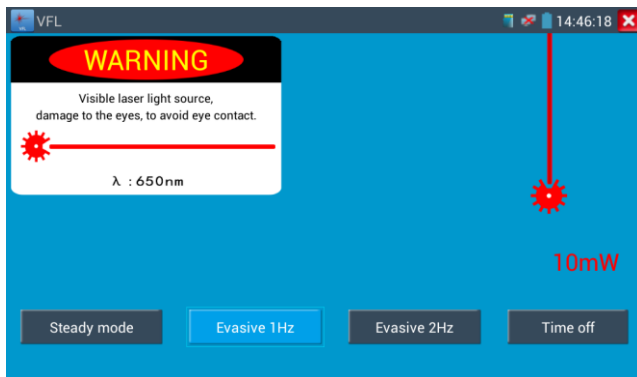 VFL
14:46:18
WARNING
Visible laser light source,
damage to the eyes, to avoid eye contact.
λ :650nm
10mW
Steady mode
Evasive 1Hz
Evasive 2Hz
Time off